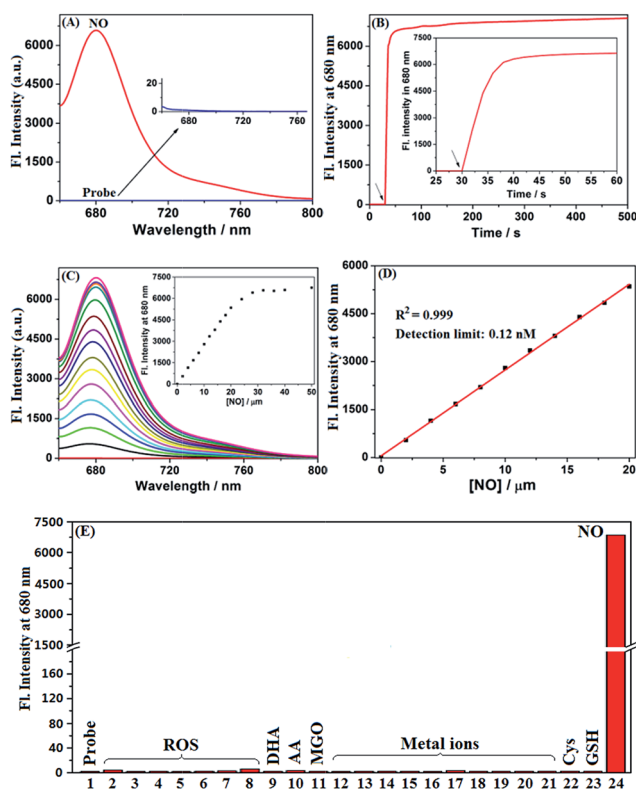 (A)
NO
Fl. Intensity (a.u.)
6000
4500
3000
1500
0
20
0
680
720
760
Probe
680
720
760
800
Wavelength / nm
(B)
Fl. Intensity at 680 nm
7500
6000
4500
3000
1500
0
Fl. intensity in 680 nm
7500
6000
4500
3000
1500
0
25 30 35 40 45 50 55 60
Time / s
0 100 200 300 400 500
Time / s
(C)
Fl. Intensity (a.u.)
6000
4500
3000
1500
0
Fl. Intensity at 680 nm
7500
6000
4500
3000
1500
0
0 10 20 30 40 50
[NO] / μm
680 720 760 800
Wavelength / nm
(D)
Fl. Intensity at 680 nm
6000
4500
3000
1500
0
R² = 0.999
Detection limit: 0.12 nM
0 5 10 15 20
[NO] / μm
(E)
Fl. Intensity at 680 nm
7500
6000
4500
3000
1500
160
120
80
40
0
Probe
ROS
DHA
AA
MGO
Metal ions
Cys
GSH
NO
1 2 3 4 5 6 7 8 9 10 11 12 13 14 15 16 17 18 19 20 21 22 23 24